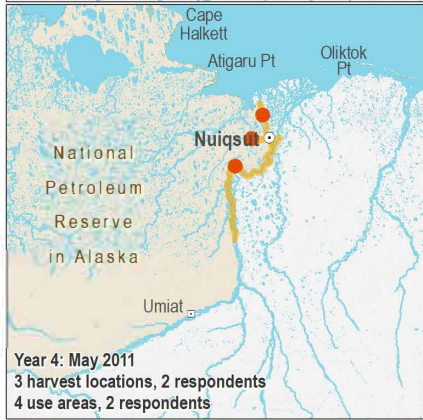 Cape
Halkett
Atigaru Pt
Oliktok
Pt
Nuiqsut
National
Petroleum
Reserve
in Alaska
Umiat
Year 4: May 2011
3 harvest locations, 2 respondents
4 use areas, 2 respondents